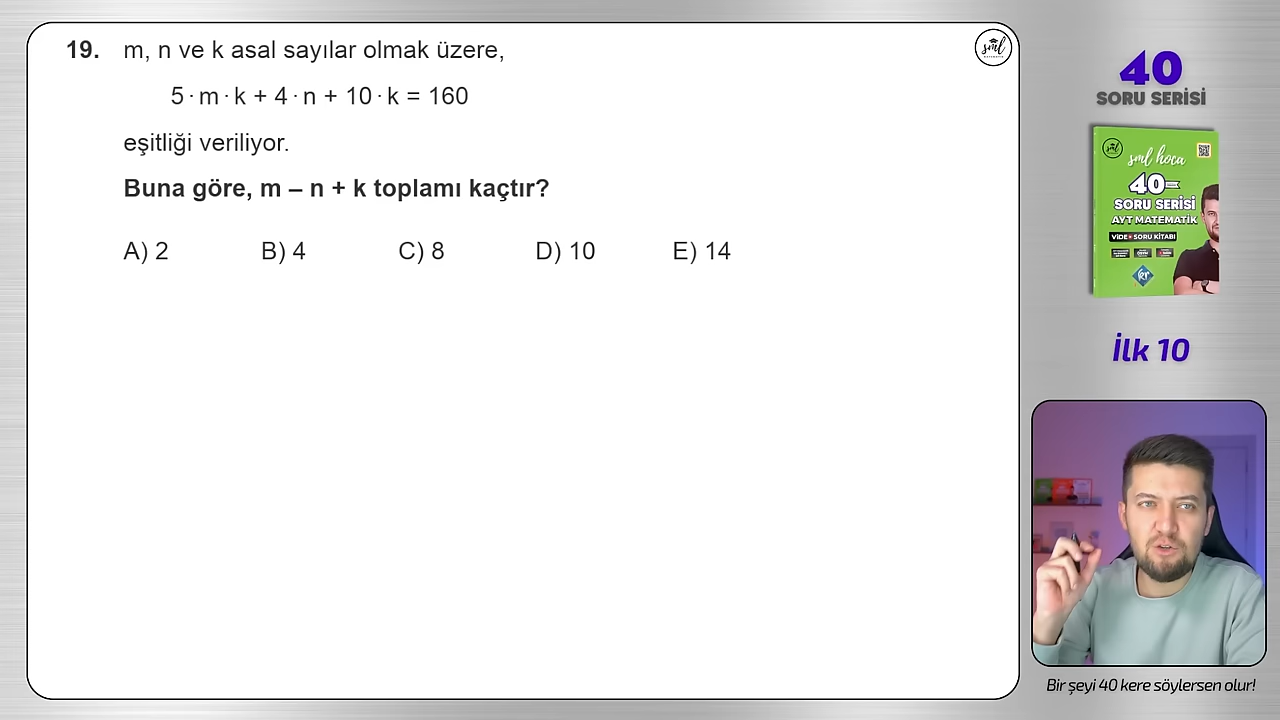 19. m, n ve k asal sayılar olmak üzere,
5 · m · k + 4 · n + 10 · k = 160
eşitliği veriliyor.
Buna göre, m – n + k toplamı kaçtır?
A) 2 B) 4 C) 8 D) 10 E) 14
sml
40
SORU SERİSİ
sml hoca
40
SORU SERİSİ
AYT MATEMATİK
VİDEO SORU KİTABI
kr
İlk 10
Bir şeyi 40 kere söylersen olur!